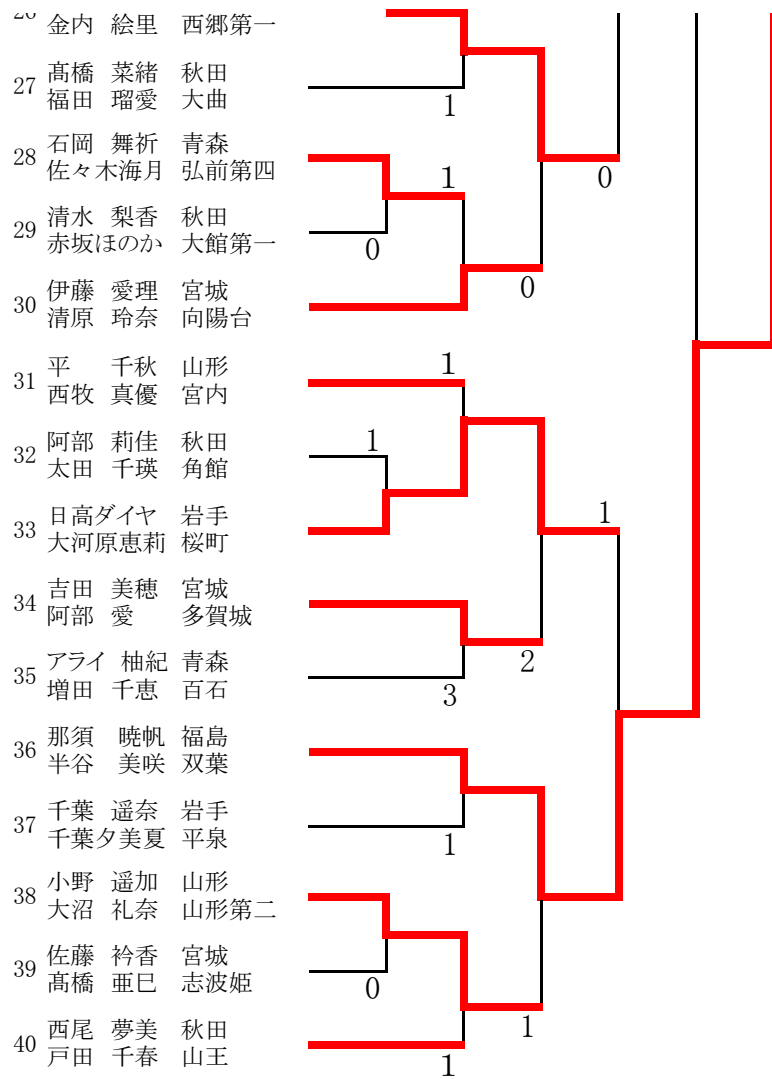 金内 絵里 西郷第一
27 髙橋 菜緒 秋田
福田 瑠愛 大曲
1
28 石岡 舞祈 青森
佐々木海月 弘前第四
1
0
29 清水 梨香 秋田
赤坂ほのか 大館第一
0
30 伊藤 愛理 宮城
清原 玲奈 向陽台
0
31 平 千秋 山形
西牧 真優 宮内
1
32 阿部 莉佳 秋田
太田 千瑛 角館
1
33 日高ダイヤ 岩手
大河原恵莉 桜町
1
34 吉田 美穂 宮城
阿部 愛 多賀城
35 アライ 柚紀 青森
増田 千恵 百石
2
3
36 那須 暁帆 福島
半谷 美咲 双葉
37 千葉 遥奈 岩手
千葉夕美夏 平泉
1
38 小野 遥加 山形
大沼 礼奈 山形第二
39 佐藤 衿香 宮城
髙橋 亜巳 志波姫
0
40 西尾 夢美 秋田
戸田 千春 山王
1
1